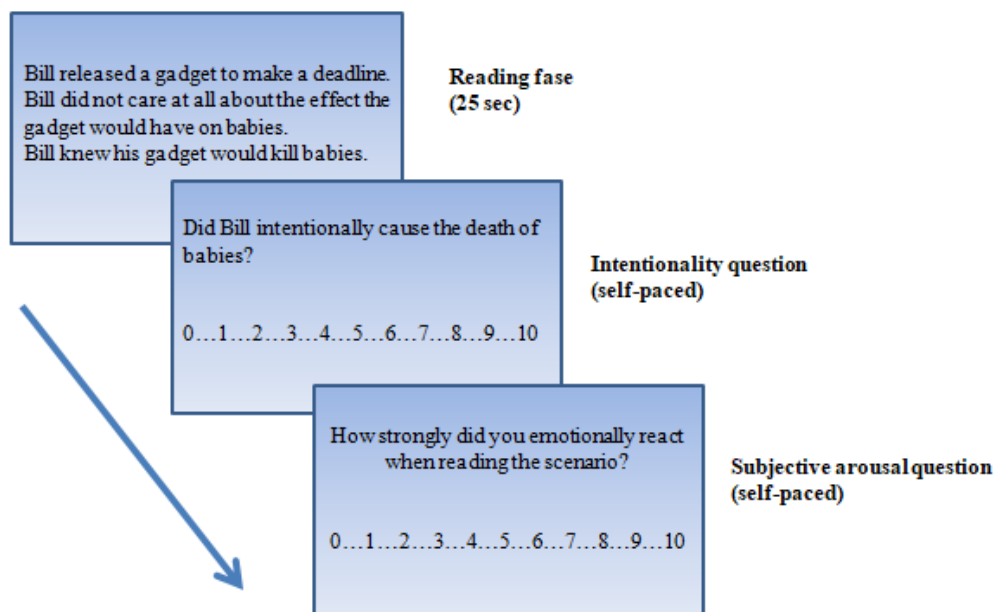 Bill released a gadget to make a deadline.
Bill did not care at all about the effect the
gadget would have on babies.
Bill knew his gadget would kill babies.
Reading fase
(25 sec)
Did Bill intentionally cause the death of
babies?
0…1…2…3…4…5…6…7…8…9…10
Intentionality question
(self-paced)
How strongly did you emotionally react
when reading the scenario?
0…1…2…3…4…5…6…7…8…9…10
Subjective arousal question
(self-paced)